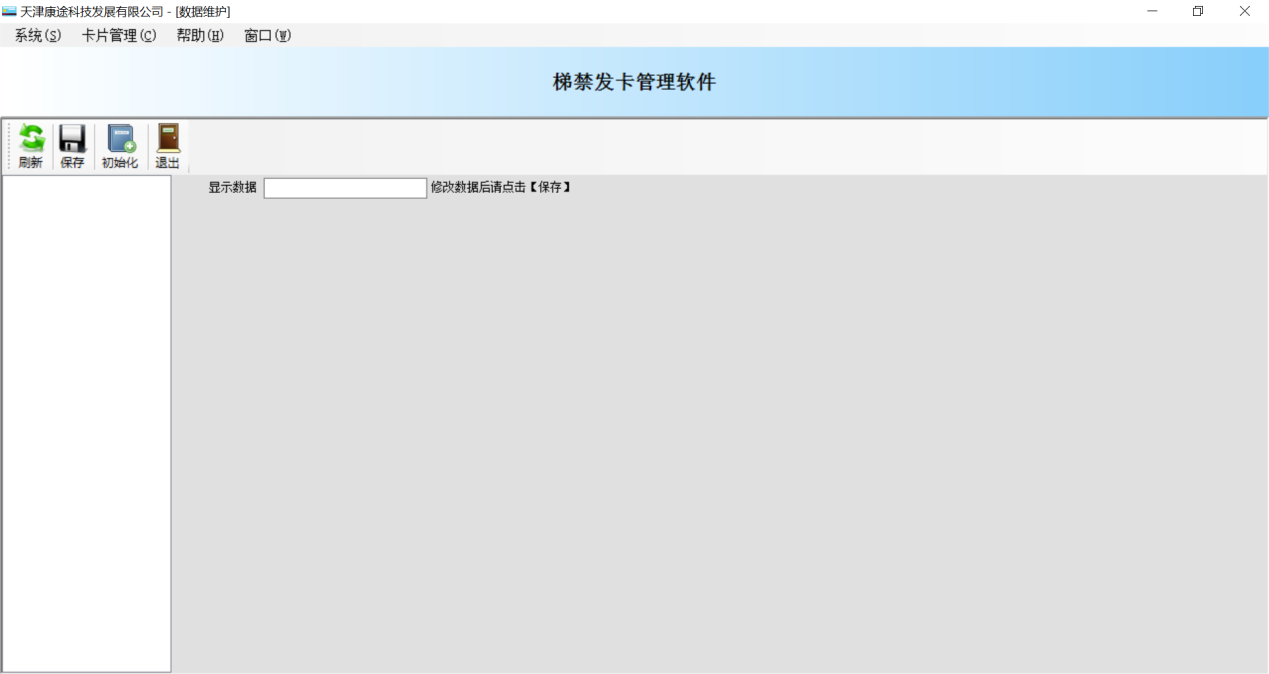 天津康途科技发展有限公司 - [数据维护]
系统(S) 卡片管理(C) 帮助(H) 窗口(W)
梯禁发卡管理软件
刷新 保存 初始化 退出
显示数据 修改数据后请点击【保存】